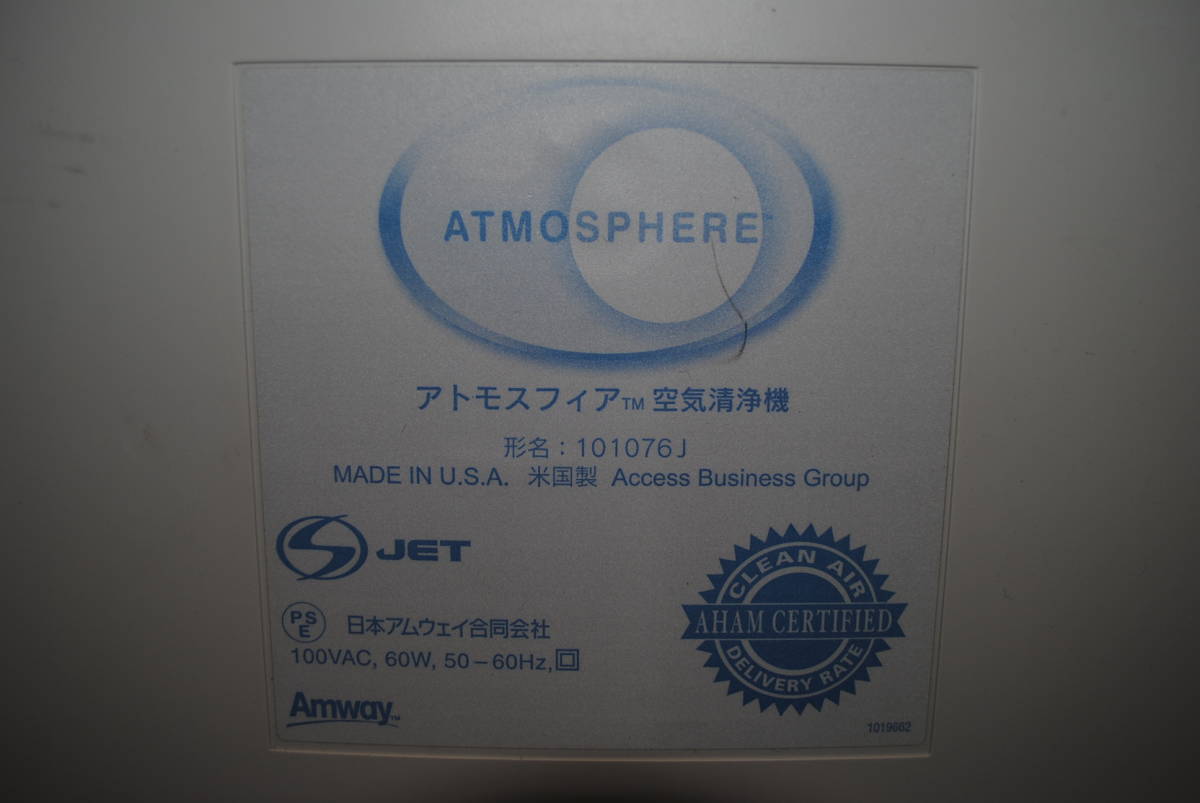 ATMOSPHERE™
アトモスフィア™ 空気清浄機
形名：101076J
MADE IN U.S.A. 米国製 Access Business Group
S JET
PSE 日本アムウェイ合同会社
100VAC, 60W, 50－60Hz,
Amway™
CLEAN AIR
AHAM CERTIFIED
DELIVERY RATE
1019662